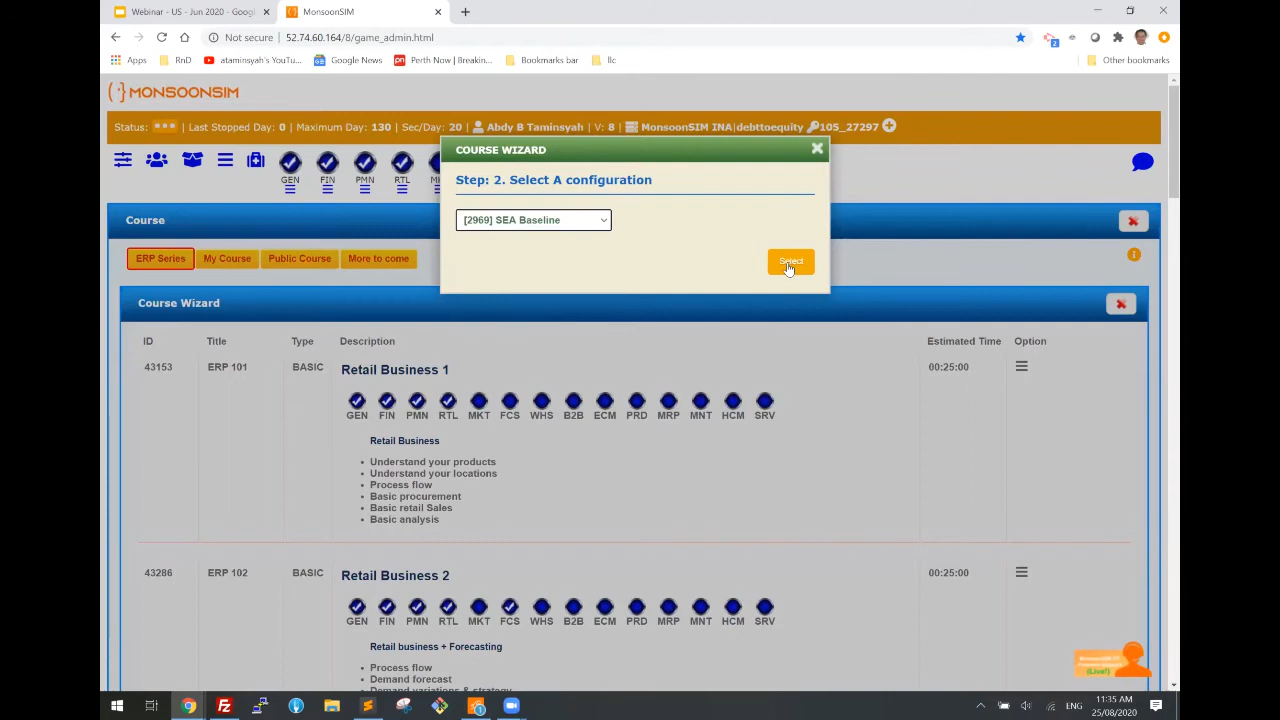 Webinar - US - Jun 2020 - Googl
MonsoonSIM
Not secure
52.74.60.164/8/game_admin.html
2
Apps
RnD
ataminsyah's YouTu...
Google News
Perth Now | Breakin...
Bookmarks bar
llc
Other bookmarks
MONSOONSIM
Status: | Last Stopped Day: 0 | Maximum Day: 130 | Sec/Day: 20 | Abdy B Taminsyah | V: 8 | MonsoonSIM INA|debttoequity 105_27297
GEN
FIN
PMN
RTL
COURSE WIZARD
Step: 2. Select A configuration
[2969] SEA Baseline
Select
Course
ERP Series
My Course
Public Course
More to come
Course Wizard
ID
Title
Type
Description
Estimated Time
Option
43153
ERP 101
BASIC
Retail Business 1
00:25:00
GEN FIN PMN RTL MKT FCS WHS B2B ECM PRD MRP MNT HCM SRV
Retail Business
• Understand your products
• Understand your locations
• Process flow
• Basic procurement
• Basic retail Sales
• Basic analysis
43286
ERP 102
BASIC
Retail Business 2
00:25:00
GEN FIN PMN RTL MKT FCS WHS B2B ECM PRD MRP MNT HCM SRV
Retail business + Forecasting
• Process flow
• Demand forecast
• Demand variations & strategy
(Live!)
ENG
11:35 AM
25/08/2020